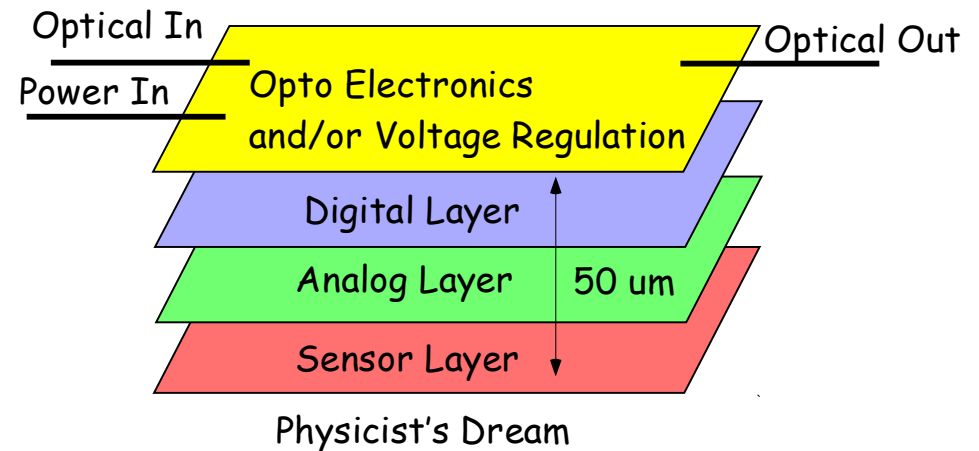 Optical In
Optical Out
Power In
Opto Electronics
and/or Voltage Regulation
Digital Layer
Analog Layer
50 um
Sensor Layer
Physicist's Dream